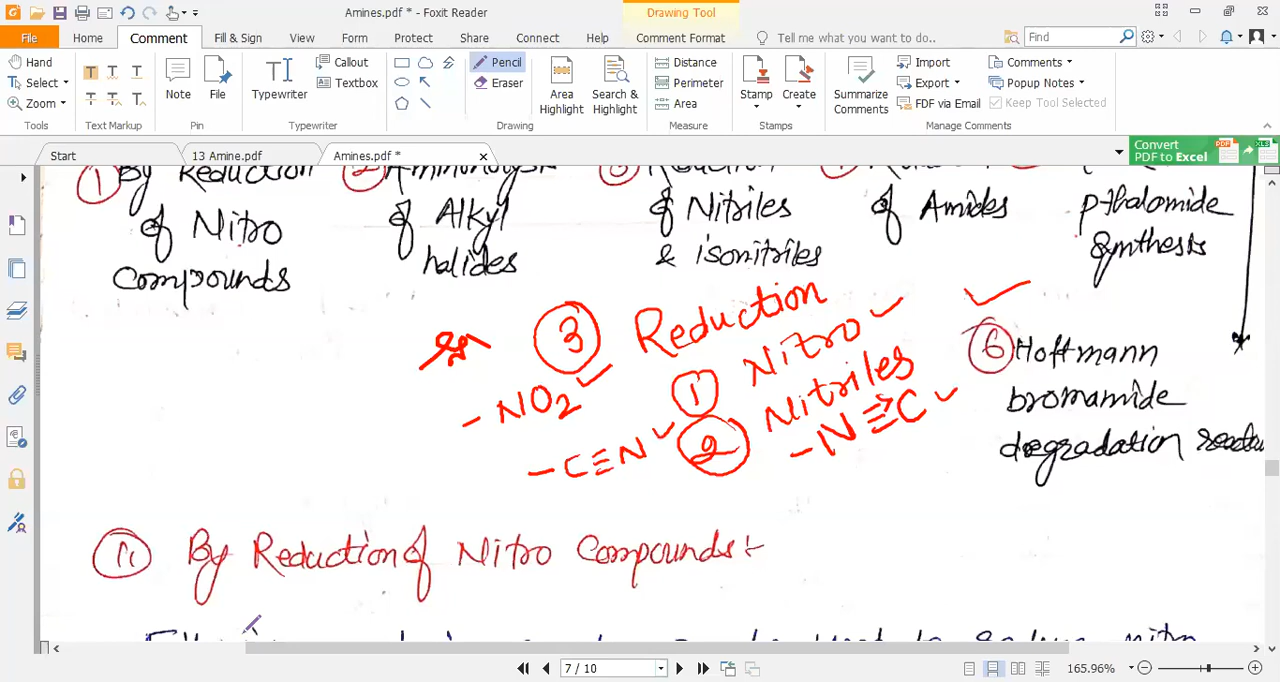 Amines.pdf * - Foxit Reader
Drawing Tool
File Home Comment Fill & Sign View Form Protect Share Connect Help Comment Format Tell me what you want to do.. Find
Hand
Select
Zoom
Tools
Text Markup
Note
File
Pin
Typewriter
Callout
Textbox
Typewriter
Pencil
Eraser
Area Highlight
Search & Highlight
Drawing
Distance
Perimeter
Area
Measure
Stamp
Create
Stamps
Summarize Comments
Import
Export
FDF via Email
Comments
Popup Notes
Keep Tool Selected
Manage Comments
Start 13 Amine.pdf Amines.pdf *
Convert PDF to Excel
① By Reduction
of Nitro
Compounds
②
of Alkyl
halides
of Nitriles
& isonitriles
of Amides
pthalomide
synthesis
③ Reduction
① Nitro
② Nitriles
-NO2
-C≡N
-N≡C
⑥ Hoffmann
bromamide
degradation
By Reduction of Nitro Compounds:-
7 / 10
165.96%